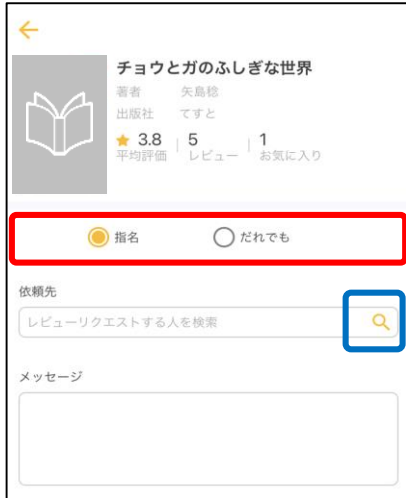 チョウとガのふしぎな世界
著者 矢島稔
出版社 てすと
3.8 5 1
平均評価 レビュー お気に入り
指名 だれでも
依頼先
レビューリクエストする人を検索
メッセージ